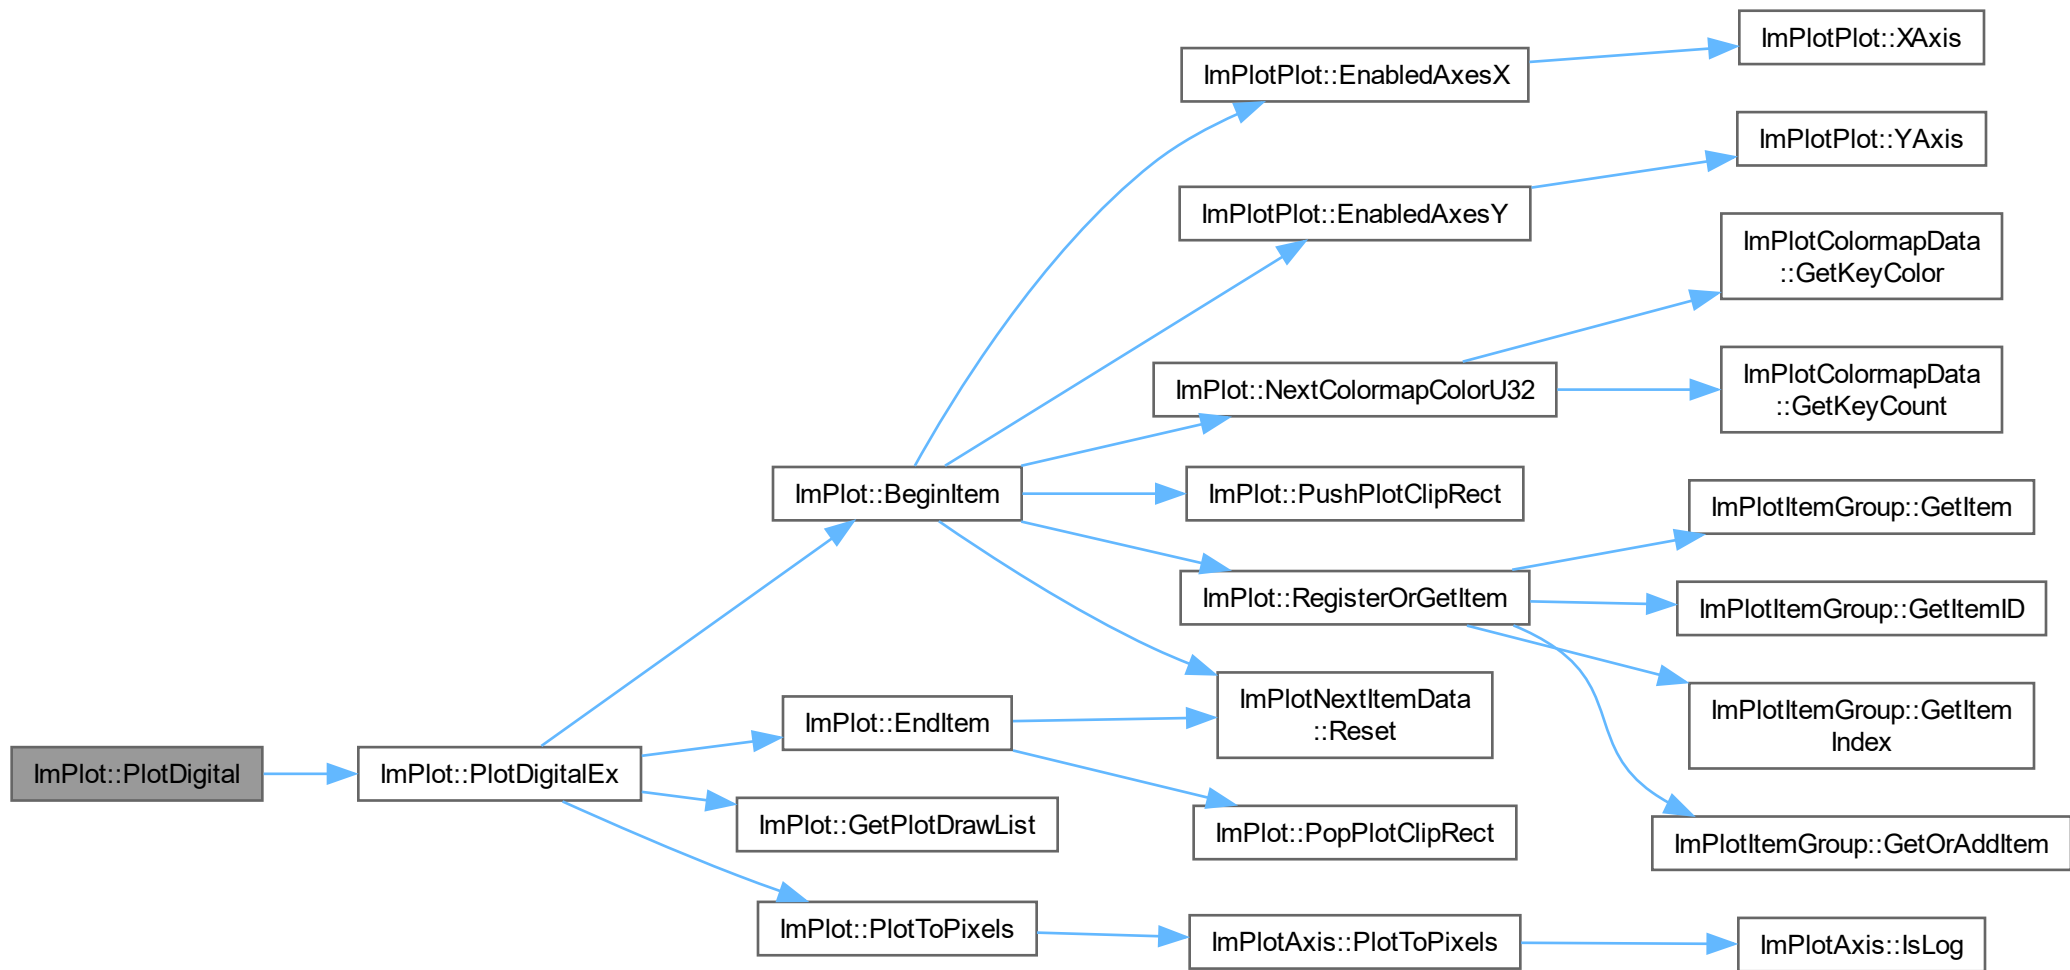 ImPlotPlot::XAxis
ImPlotPlot::EnabledAxesX
ImPlotPlot::YAxis
ImPlotPlot::EnabledAxesY
ImPlotColormapData
::GetKeyColor
ImPlot::NextColormapColorU32
ImPlotColormapData
::GetKeyCount
ImPlot::BeginItem
ImPlot::PushPlotClipRect
ImPlotItemGroup::GetItem
ImPlot::RegisterOrGetItem
ImPlotItemGroup::GetItemID
ImPlotNextItemData
::Reset
ImPlotItemGroup::GetItem
Index
ImPlot::EndItem
ImPlot::PlotDigital
ImPlot::PlotDigitalEx
ImPlot::GetPlotDrawList
ImPlot::PopPlotClipRect
ImPlotItemGroup::GetOrAddItem
ImPlot::PlotToPixels
ImPlotAxis::PlotToPixels
ImPlotAxis::IsLog